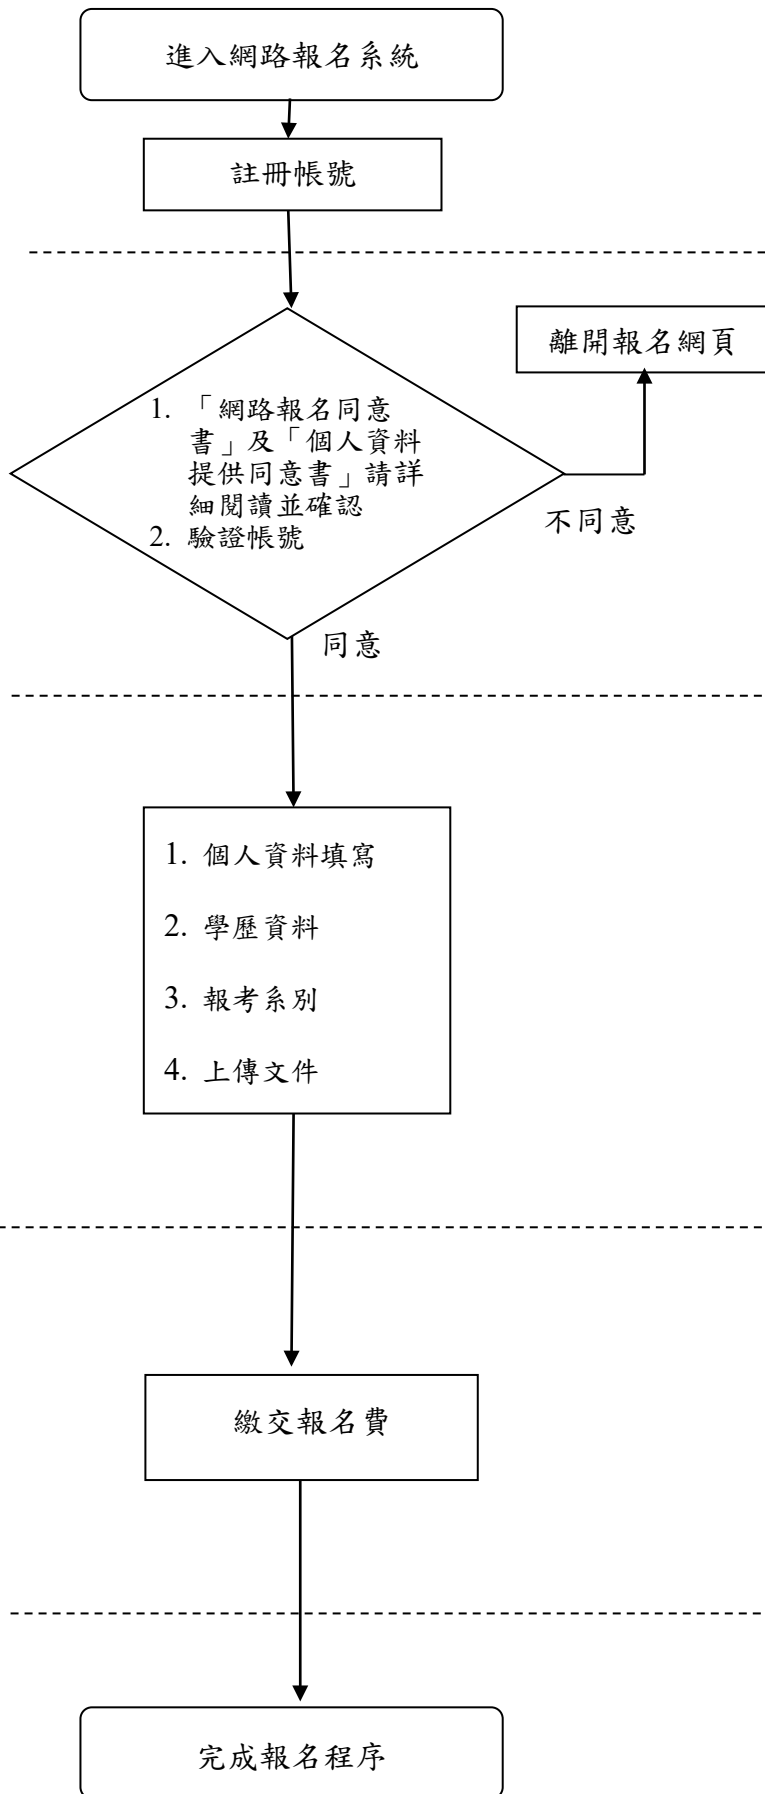 進入網路報名系統
註冊帳號
離開報名網頁
1. 「網路報名同意
書」及「個人資料
提供同意書」請詳
細閱讀並確認
2. 驗證帳號
不同意
同意
1. 個人資料填寫
2. 學歷資料
3. 報考系別
4. 上傳文件
繳交報名費
完成報名程序